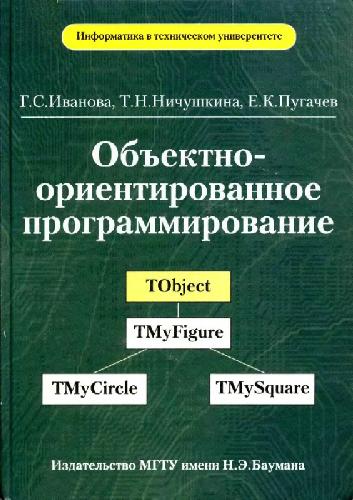 Информатика в техническом университете
Г.С.Иванова, Т.Н.Ничушкина, Е.К.Пугачев
Объектно-
ориентированное
программирование
TObject
TMyFigure
TMyCircle
TMySquare
Издательство МГТУ имени Н.Э.Баумана